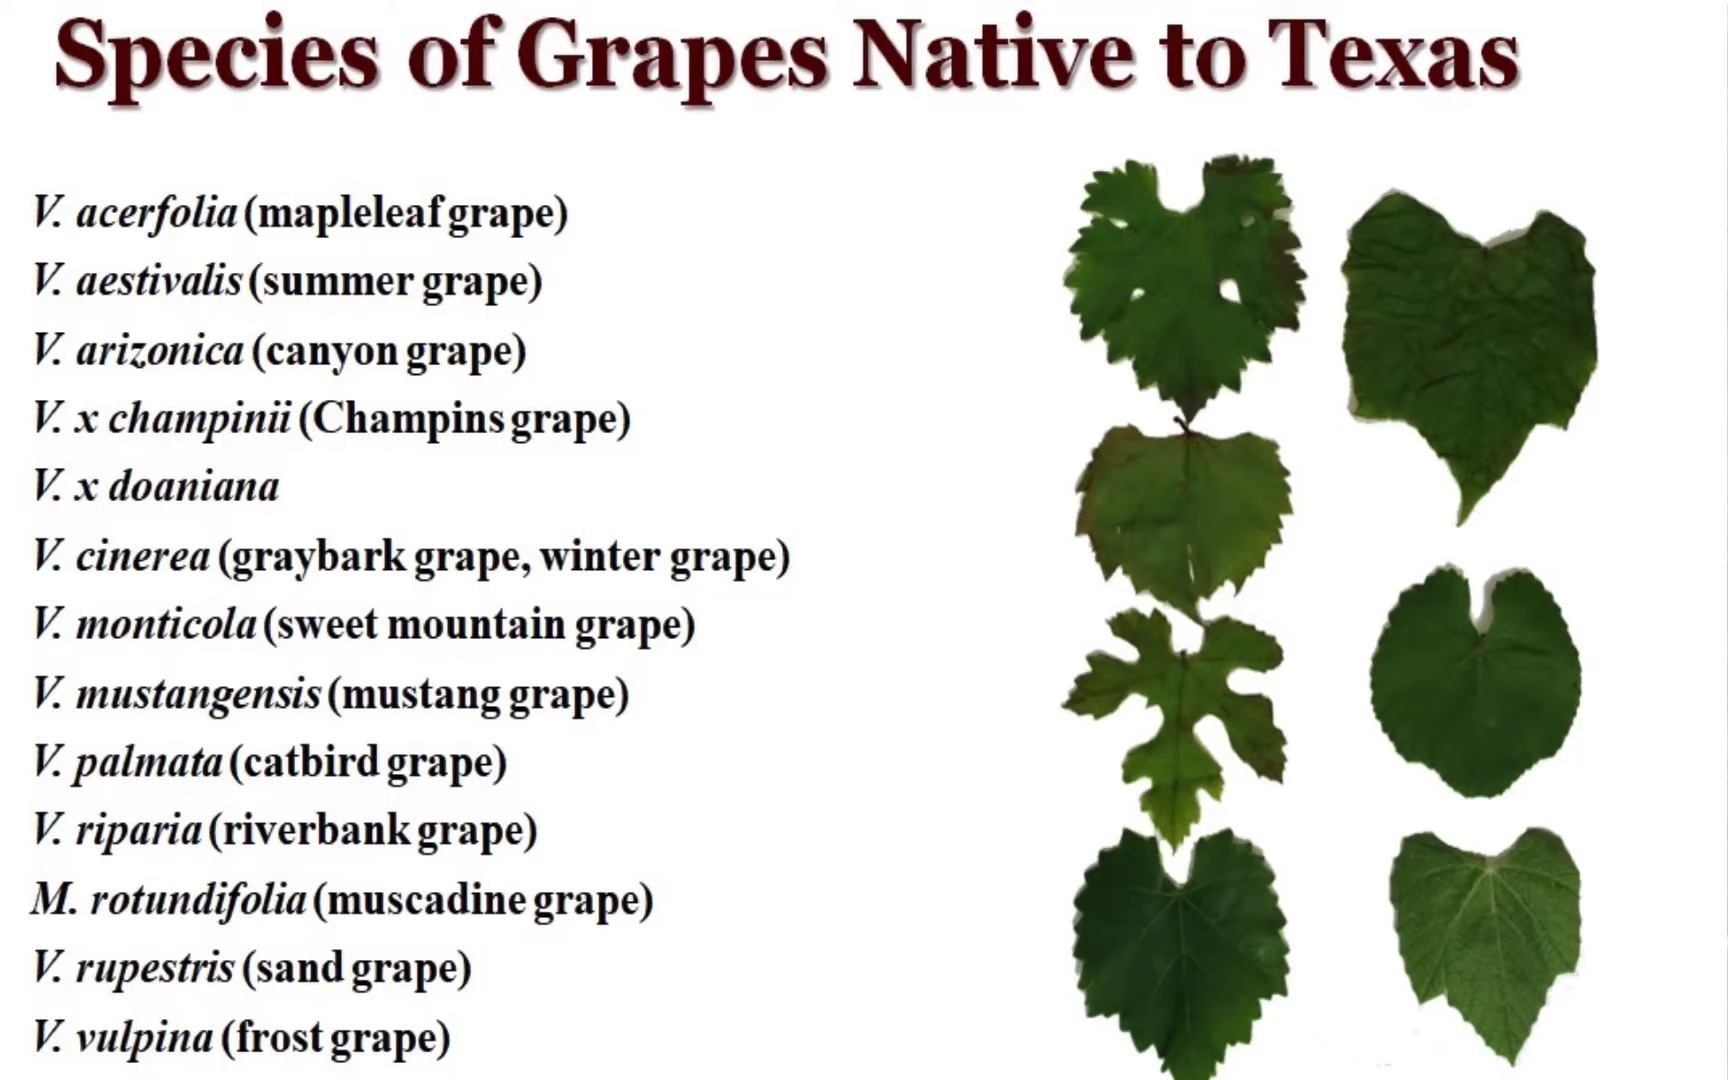 Species of Grapes Native to Texas
V. acerfolia (mapleleaf grape)
V. aestivalis (summer grape)
V. arizonica (canyon grape)
V. x champinii (Champins grape)
V. x doaniana
V. cinerea (graybark grape, winter grape)
V. monticola (sweet mountain grape)
V. mustangensis (mustang grape)
V. palmata (catbird grape)
V. riparia (riverbank grape)
M. rotundifolia (muscadine grape)
V. rupestris (sand grape)
V. vulpina (frost grape)